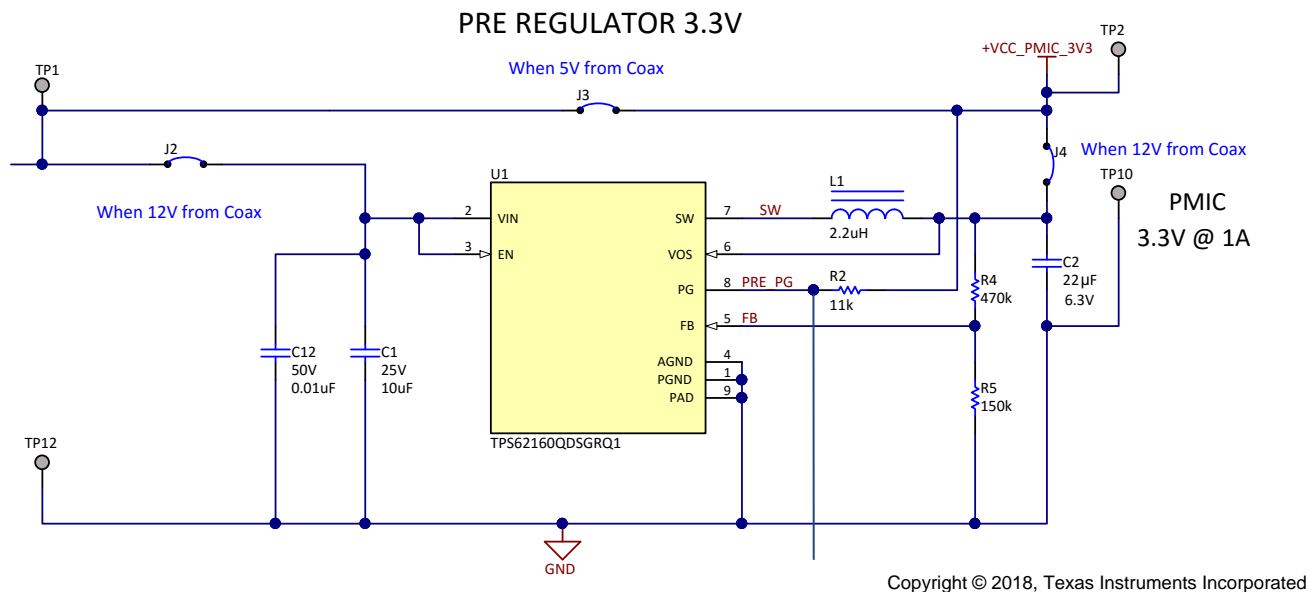 PRE REGULATOR 3.3V
TP2
+VCC_PMIC_3V3
TP1
When 5V from Coax
J3
J2
When 12V from Coax
J4
When 12V from Coax
TP10
PMIC
3.3V @ 1A
U1
2
VIN
3
EN
SW
7
SW
VOS
6
PG
8
PRE_PG
FB
5
FB
AGND
4
PGND
1
PAD
9
TPS62160QDSGRQ1
L1
2.2uH
R2
11k
R4
470k
C2
22µF
6.3V
R5
150k
C12
50V
0.01uF
C1
25V
10uF
TP12
GND
Copyright © 2018, Texas Instruments Incorporated